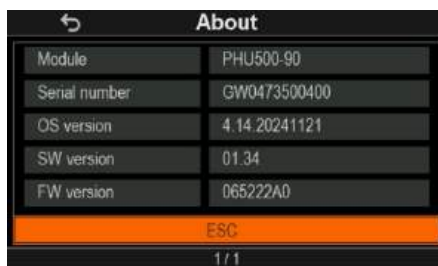 About
Module PHU500-90
Serial number GW0473500400
OS version 4.14.20241121
SW version 01.34
FW version 065222A0
ESC
1/1